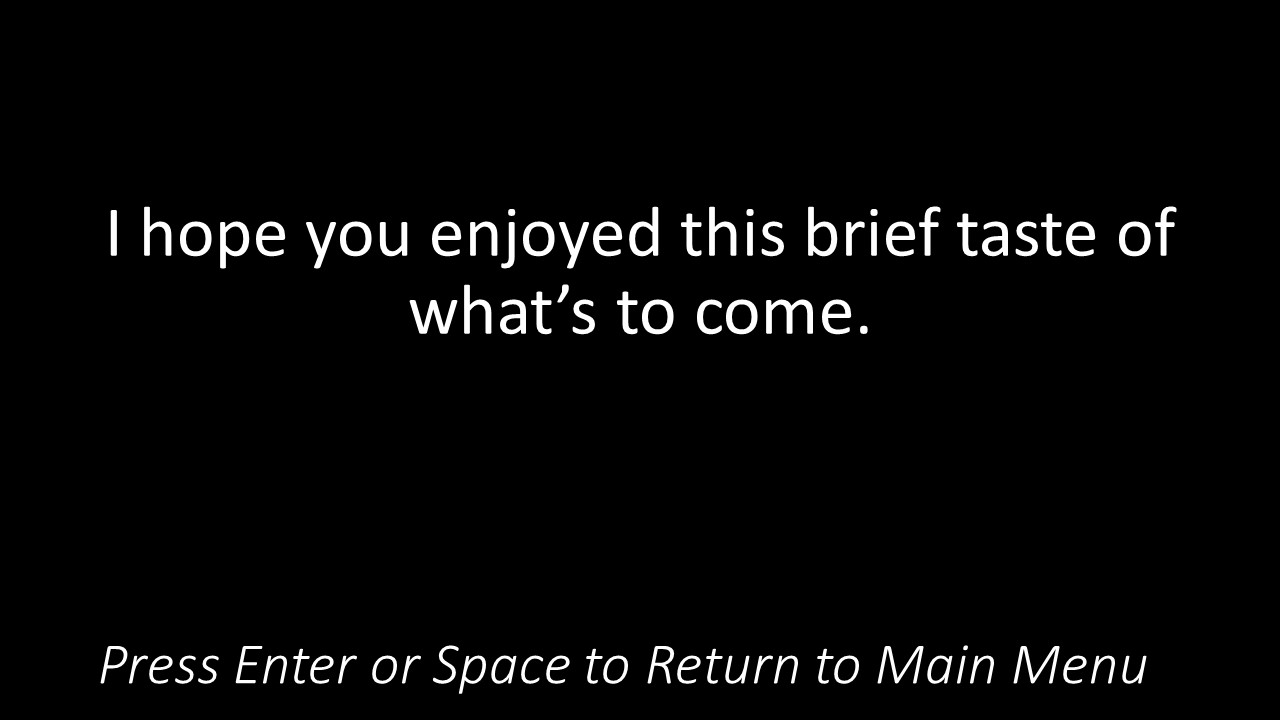 I hope you enjoyed this brief taste of
what’s to come.
Press Enter or Space to Return to Main Menu